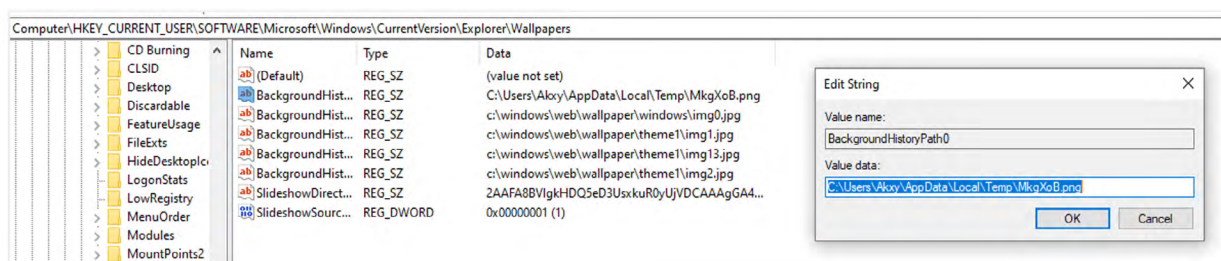 Computer\HKEY_CURRENT_USER\SOFTWARE\Microsoft\Windows\CurrentVersion\Explorer\Wallpapers
CD Burning
CLSID
Desktop
Discardable
FeatureUsage
FileExts
HideDesktopIc
LogonStats
LowRegistry
MenuOrder
Modules
MountPoints2
Name Type Data
(Default) REG_SZ (value not set)
BackgroundHist... REG_SZ C:\Users\Akxy\AppData\Local\Temp\MkgXoB.png
BackgroundHist... REG_SZ c:\windows\web\wallpaper\windows\img0.jpg
BackgroundHist... REG_SZ c:\windows\web\wallpaper\theme1\img1.jpg
BackgroundHist... REG_SZ c:\windows\web\wallpaper\theme1\img13.jpg
BackgroundHist... REG_SZ c:\windows\web\wallpaper\theme1\img2.jpg
SlideshowDirect... REG_SZ 2AAFA8BVIgkHDQ5eD3UsxkuR0yUjVDCAAAgGA4...
SlideshowSourc... REG_DWORD 0x00000001 (1)
Edit String
Value name:
BackgroundHistoryPath0
Value data:
C:\Users\Akxy\AppData\Local\Temp\MkgXoB.png
OK Cancel